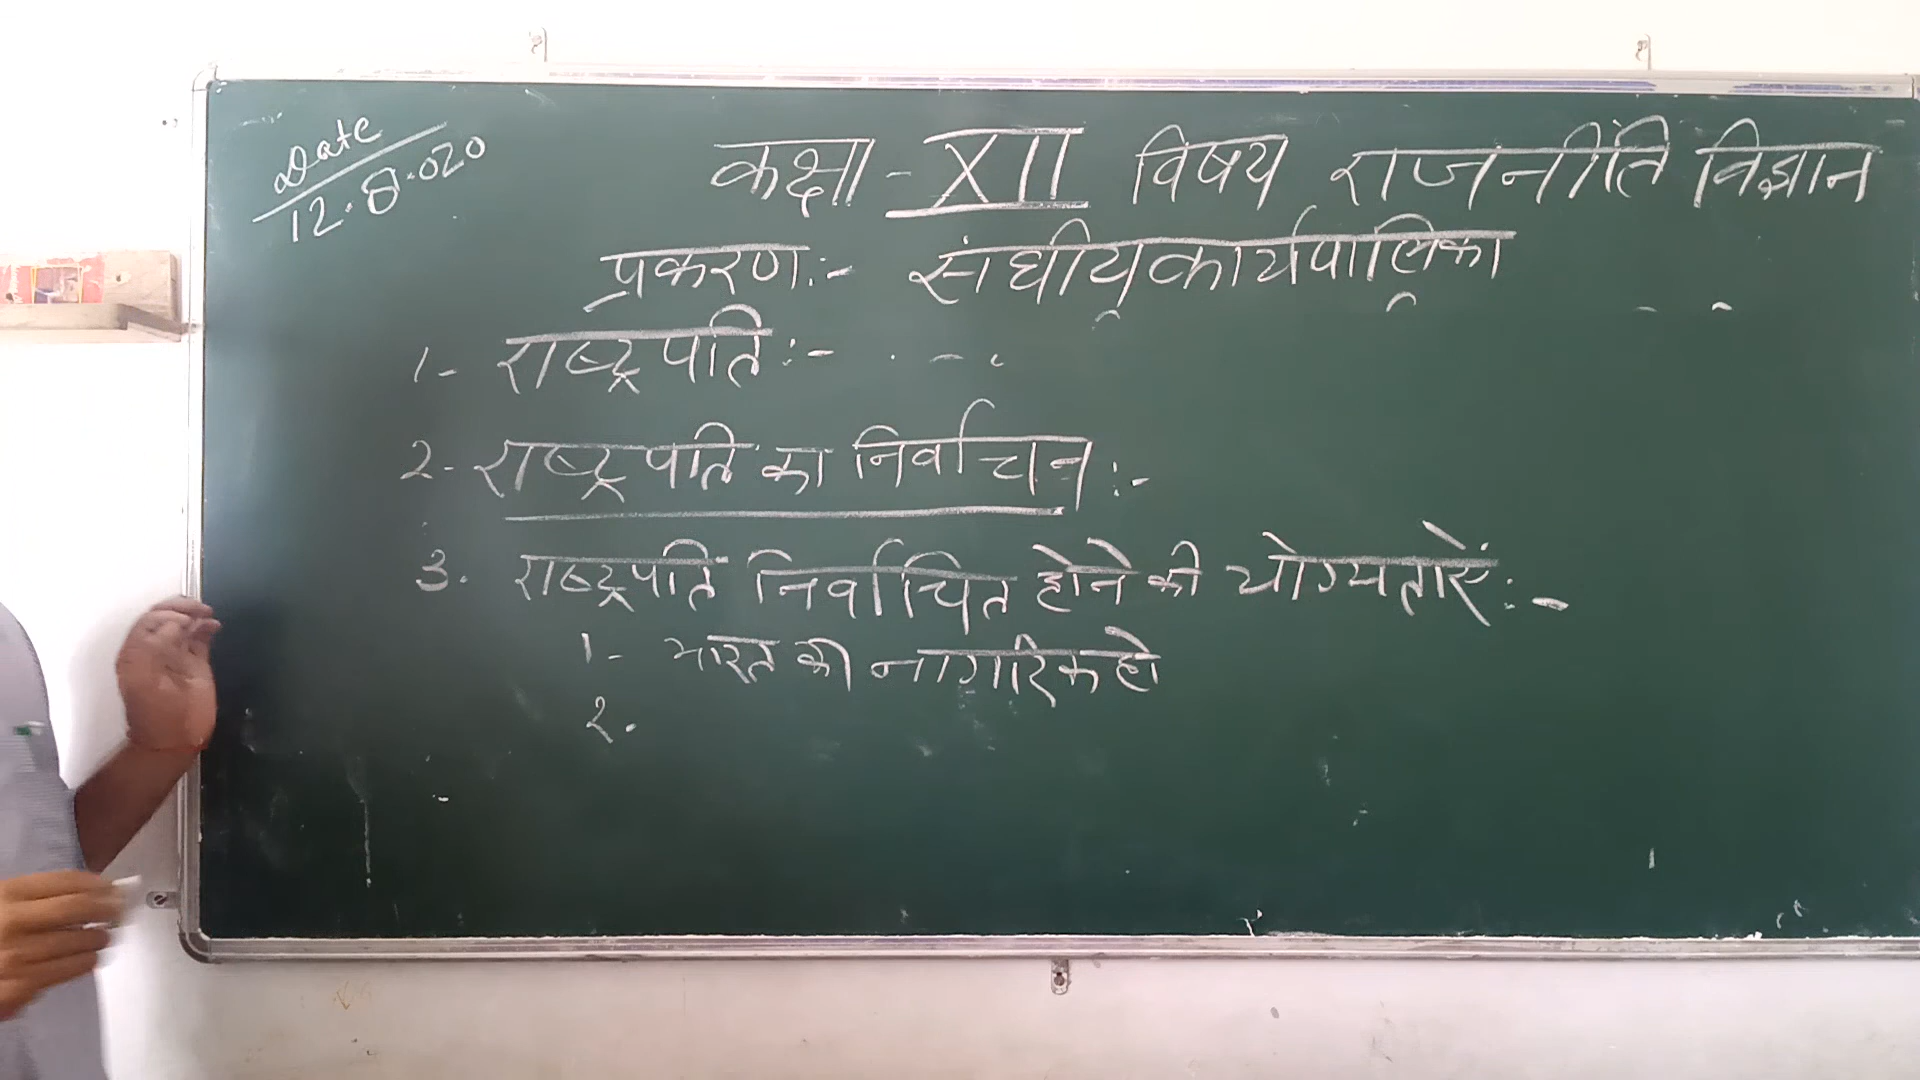 Date
12.8.020
कक्षा - XII विषय राजनीति विज्ञान
प्रकरण:- संघीय कार्यपालिका
1- राष्ट्रपति:-
2- राष्ट्रपति का निर्वाचन:-
3. राष्ट्रपति निर्वाचित होने की योग्यताऐं:-
1- भारत की नागरिक हो
2.